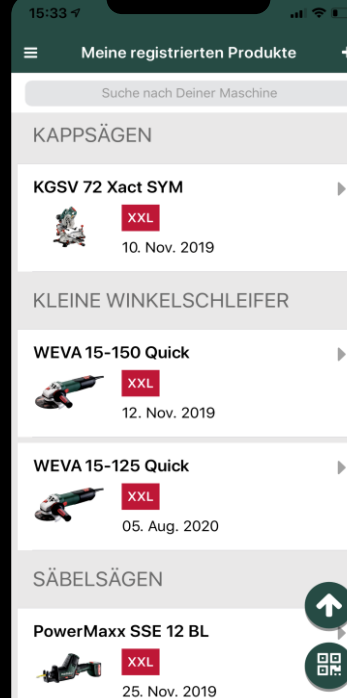 15:33
Meine registrierten Produkte
Suche nach Deiner Maschine
KAPPSÄGEN
KGSV 72 Xact SYM
XXL
10. Nov. 2019
KLEINE WINKELSCHLEIFER
WEVA 15-150 Quick
XXL
12. Nov. 2019
WEVA 15-125 Quick
XXL
05. Aug. 2020
SÄBELSÄGEN
PowerMaxx SSE 12 BL
XXL
25. Nov. 2019